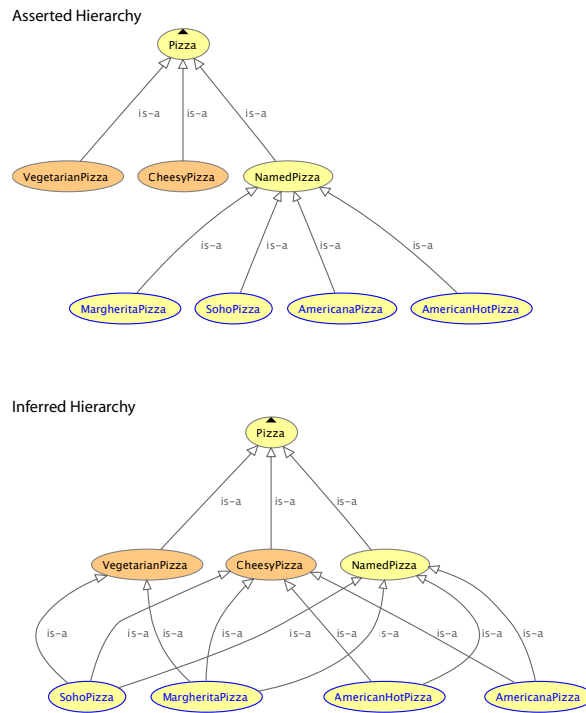 Asserted Hierarchy
Pizza
is-a is-a is-a
VegetarianPizza CheesyPizza NamedPizza
is-a is-a is-a is-a
MargheritaPizza SohoPizza AmericanaPizza AmericanHotPizza
Inferred Hierarchy
Pizza
is-a is-a is-a
VegetarianPizza CheesyPizza NamedPizza
is-a is-a is-a is-a is-a is-a is-a is-a is-a is-a
SohoPizza MargheritaPizza AmericanHotPizza AmericanaPizza